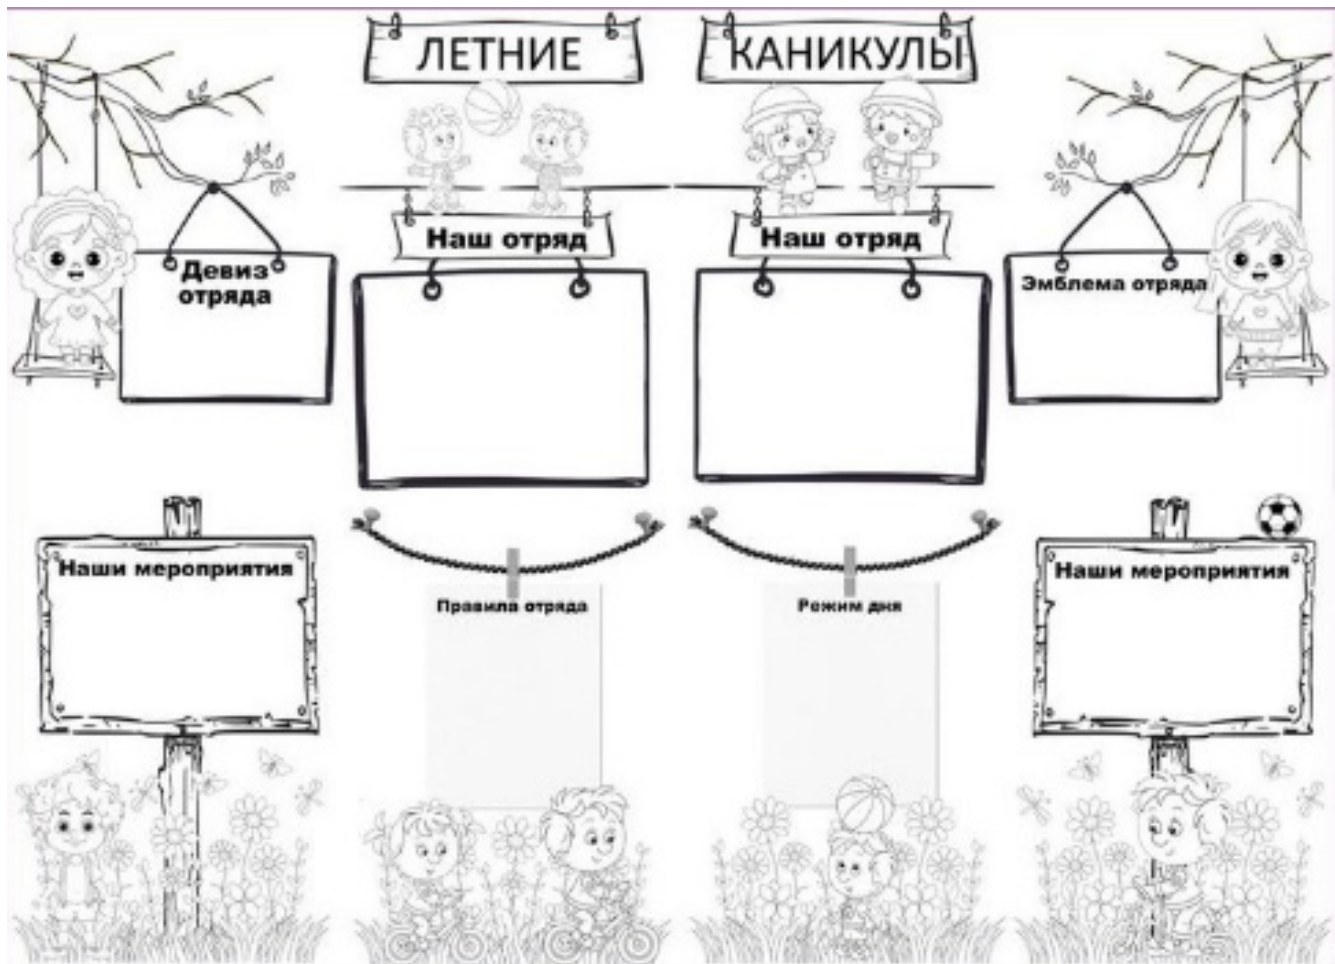 ЛЕТНИЕ КАНИКУЛЫ
Наш отряд
Наш отряд
Девиз
отряда
Эмблема отряда
Наши мероприятия
Правила отряда
Режим дня
Наши мероприятия